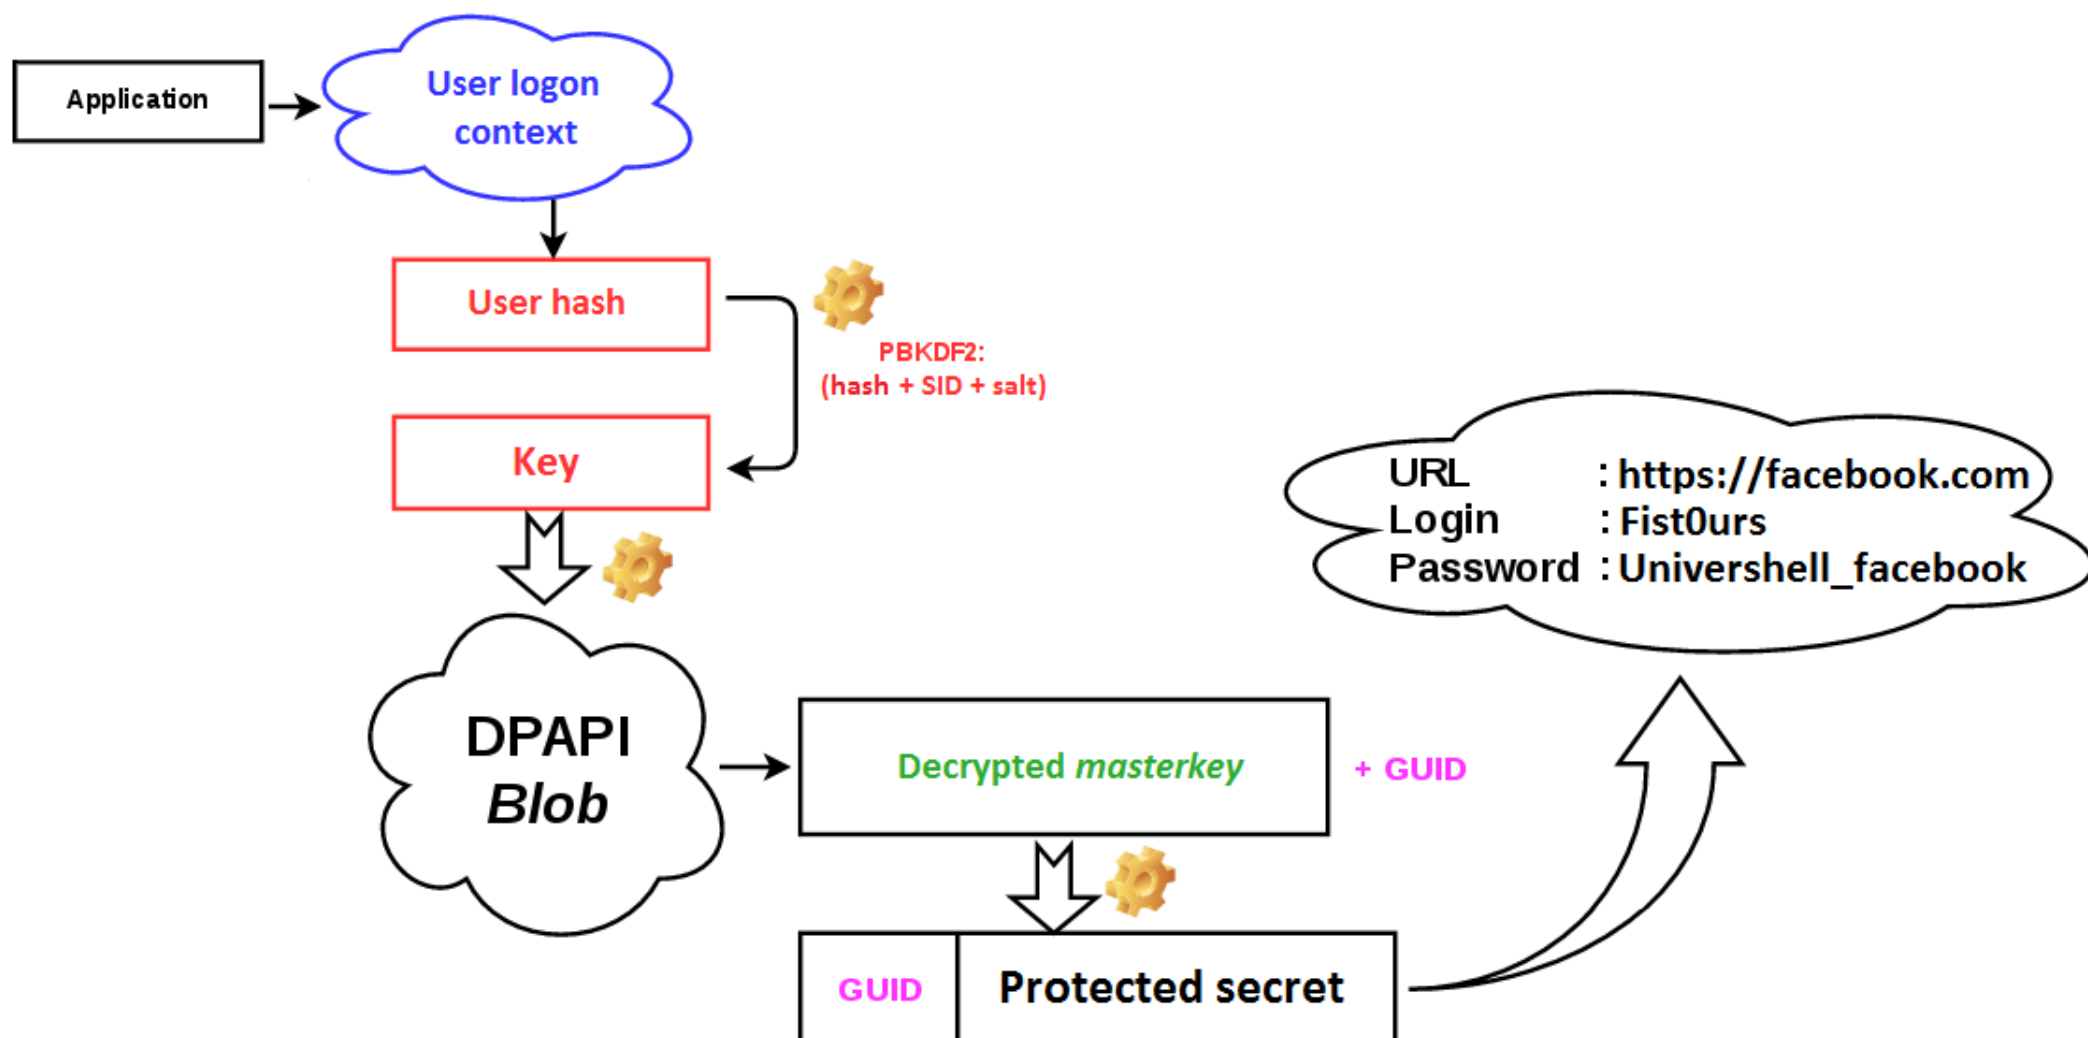 Application
User logon
context
User hash
PBKDF2:
(hash + SID + salt)
Key
URL : https://facebook.com
Login : Fist0urs
Password : Univershell_facebook
DPAPI
Blob
Decrypted masterkey + GUID
GUID Protected secret